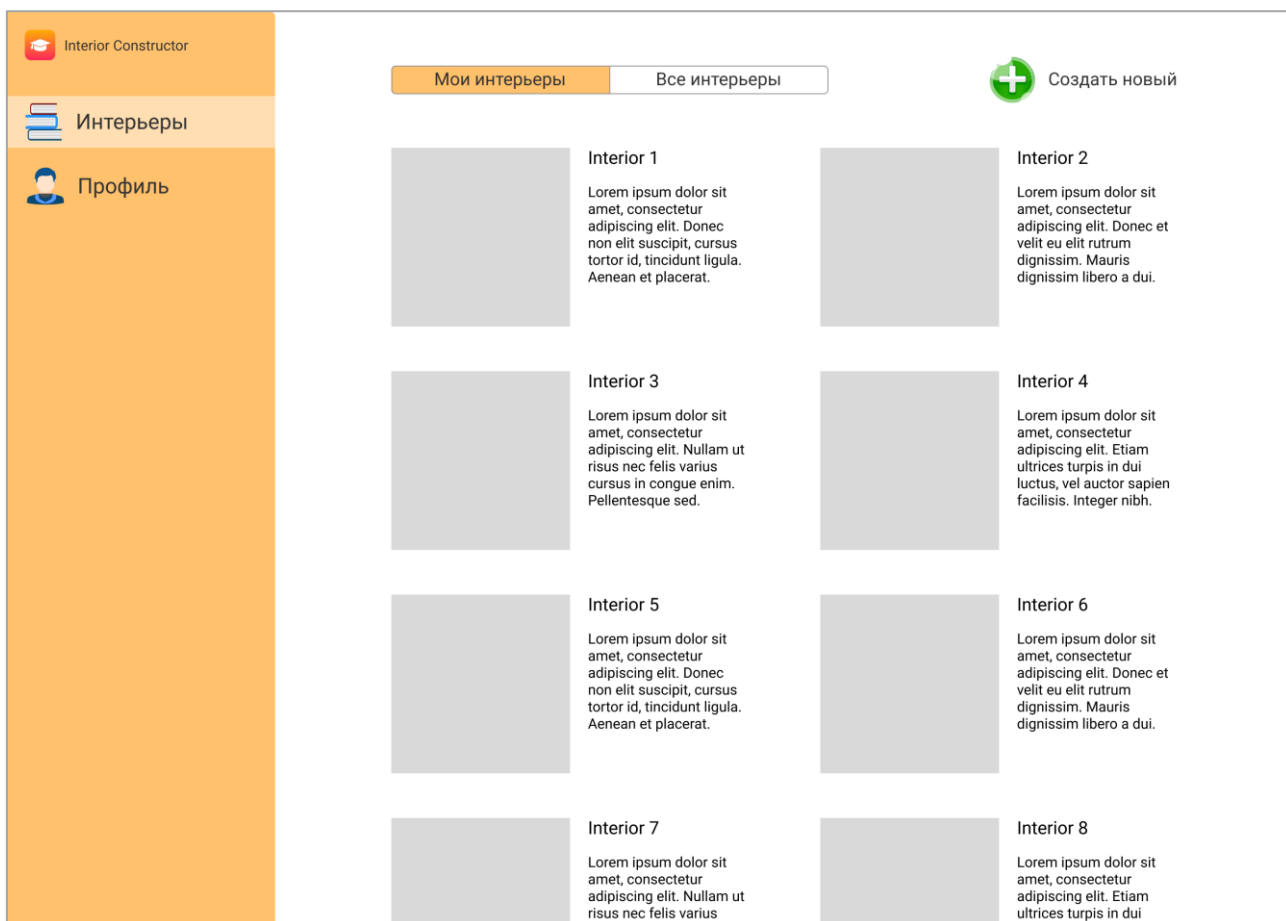 Interior Constructor
Интерьеры
Профиль
Мои интерьеры
Все интерьеры
Создать новый
Interior 1
Lorem ipsum dolor sit
amet, consectetur
adipiscing elit. Donec
non elit suscipit, cursus
tortor id, tincidunt ligula.
Aenean et placerat.
Interior 2
Lorem ipsum dolor sit
amet, consectetur
adipiscing elit. Donec et
velit eu elit rutrum
dignissim. Mauris
dignissim libero a dui.
Interior 3
Lorem ipsum dolor sit
amet, consectetur
adipiscing elit. Nullam ut
risus nec felis varius
cursus in congue enim.
Pellentesque sed.
Interior 4
Lorem ipsum dolor sit
amet, consectetur
adipiscing elit. Etiam
ultrices turpis in dui
luctus, vel auctor sapien
facilisis. Integer nibh.
Interior 5
Lorem ipsum dolor sit
amet, consectetur
adipiscing elit. Donec
non elit suscipit, cursus
tortor id, tincidunt ligula.
Aenean et placerat.
Interior 6
Lorem ipsum dolor sit
amet, consectetur
adipiscing elit. Donec et
velit eu elit rutrum
dignissim. Mauris
dignissim libero a dui.
Interior 7
Lorem ipsum dolor sit
amet, consectetur
adipiscing elit. Nullam ut
risus nec felis varius
Interior 8
Lorem ipsum dolor sit
amet, consectetur
adipiscing elit. Etiam
ultrices turpis in dui